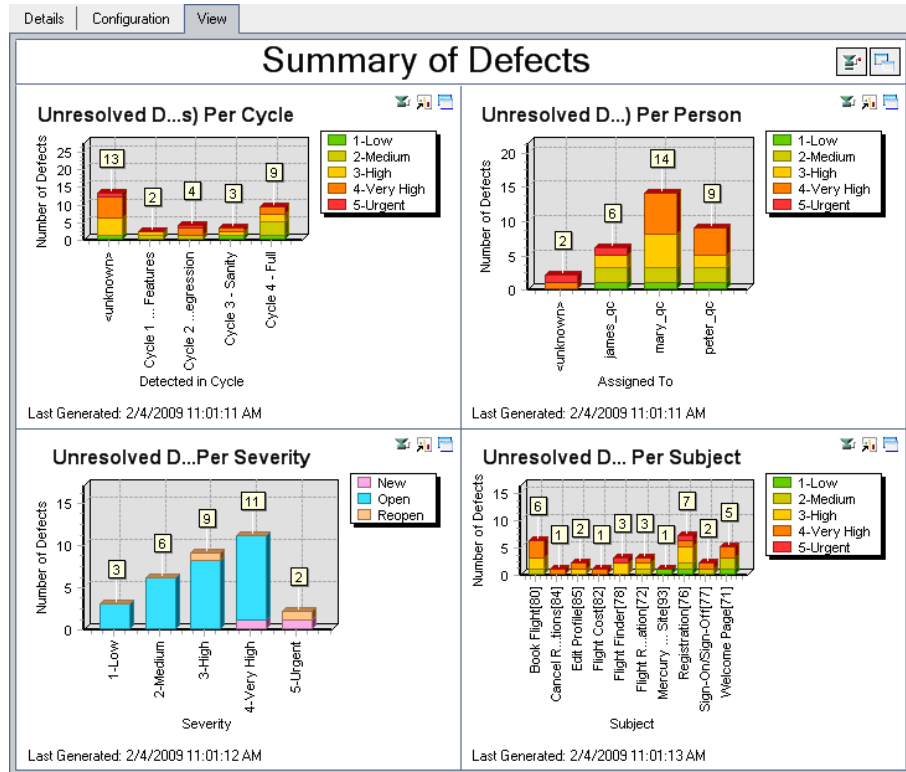 Details Configuration View
Summary of Defects
Unresolved D...s) Per Cycle
Number of Defects
25
20
15
10
5
0
13
2
4
3
9
1-Low
2-Medium
3-High
4-Very High
5-Urgent
<unknown>
Cycle 1 ... Features
Cycle 2 ...egression
Cycle 3 - Sanity
Cycle 4 - Full
Detected in Cycle
Last Generated: 2/4/2009 11:01:11 AM
Unresolved D...) Per Person
Number of Defects
20
15
10
5
0
2
6
14
9
1-Low
2-Medium
3-High
4-Very High
5-Urgent
<unknown>
james_qc
mary_qc
peter_qc
Assigned To
Last Generated: 2/4/2009 11:01:11 AM
Unresolved D...Per Severity
Number of Defects
15
10
5
0
3
6
9
11
2
New
Open
Reopen
1-Low
2-Medium
3-High
4-Very High
5-Urgent
Severity
Last Generated: 2/4/2009 11:01:12 AM
Unresolved D... Per Subject
Number of Defects
15
10
5
0
6
1
2
1
3
3
1
7
2
5
1-Low
2-Medium
3-High
4-Very High
5-Urgent
Book Flight[80]
Cancel R...tions[84]
Edit Profile[85]
Flight Cost[82]
Flight Finder[78]
Flight R...ation[72]
Mercury ... Site[93]
Registration[76]
Sign-On/Sign-Off[77]
Welcome Page[71]
Subject
Last Generated: 2/4/2009 11:01:13 AM